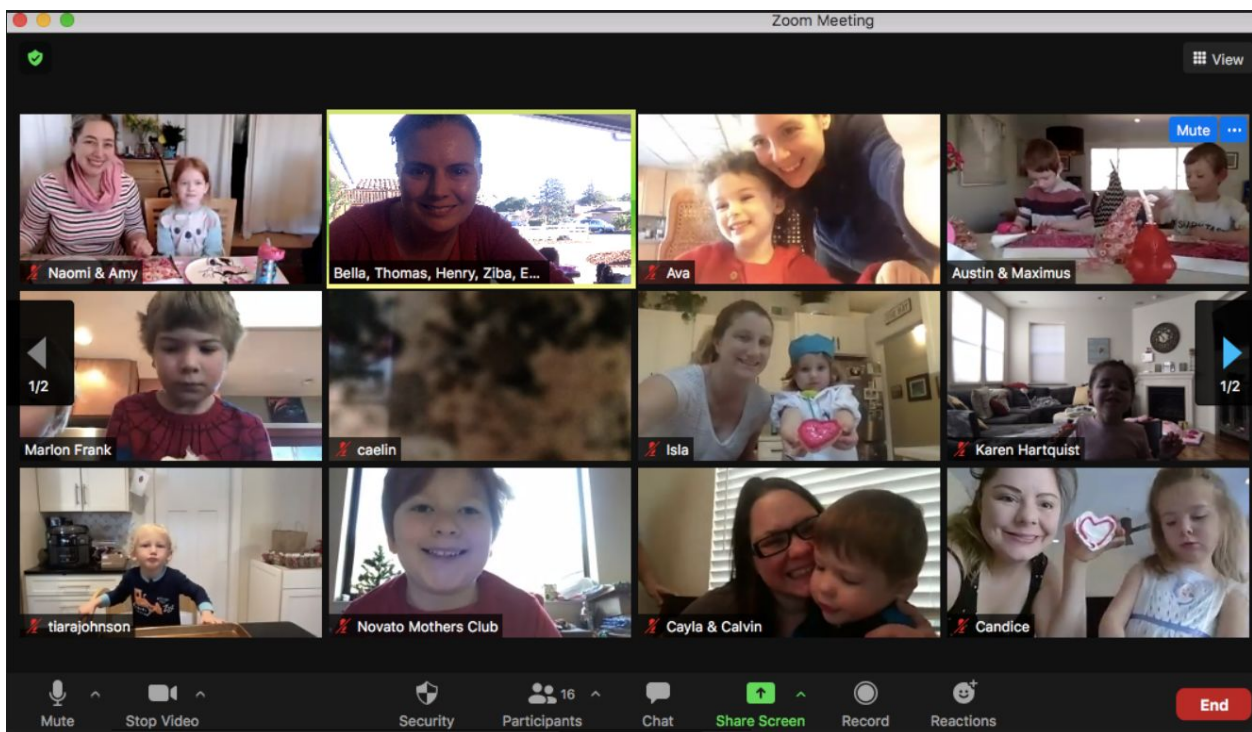 Zoom Meeting
View
Mute ...
Naomi & Amy
Bella, Thomas, Henry, Ziba, E...
Ava
Austin & Maximus
1/2
1/2
Marlon Frank
caelin
Isla
Karen Hartquist
tiarajohnson
Novato Mothers Club
Cayla & Calvin
Candice
Mute
Stop Video
Security
Participants
16
Chat
Share Screen
Record
Reactions
End